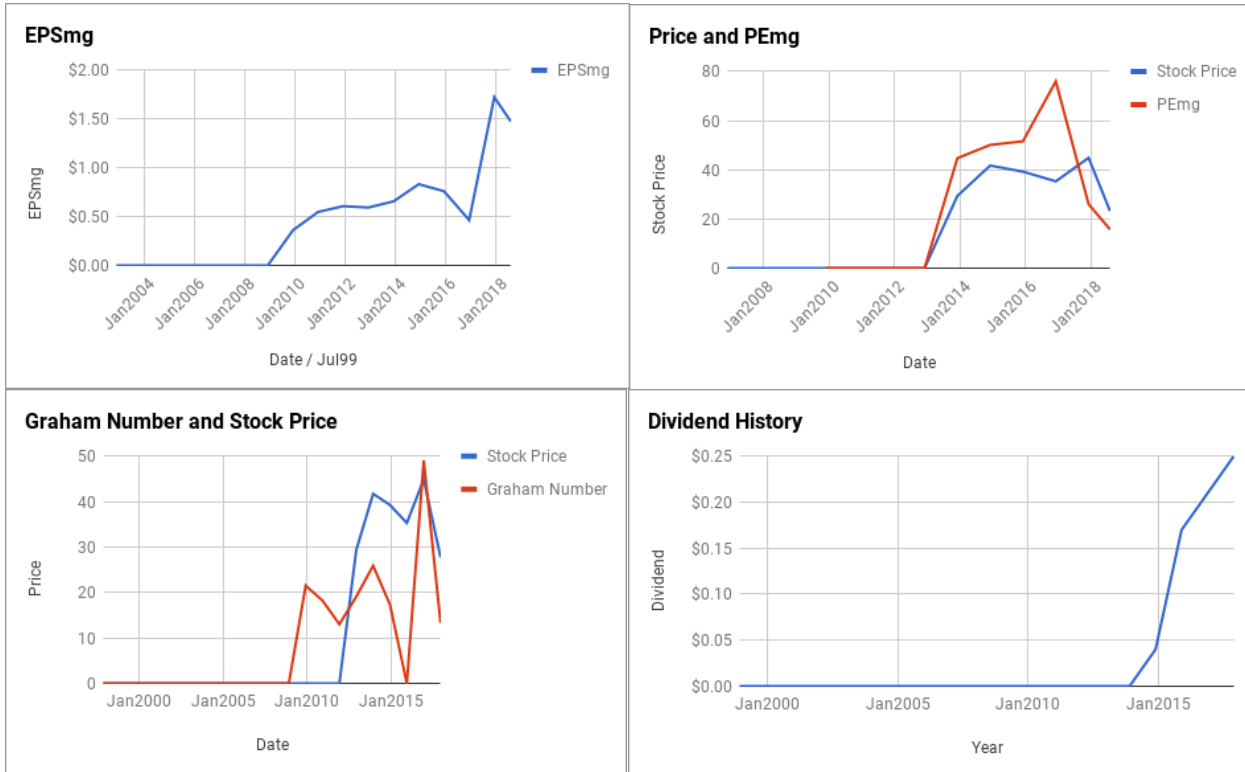 EPSmg
$2.00
$1.50
$1.00
$0.50
$0.00
EPSmg
EPSmg
Jan2004
Jan2006
Jan2008
Jan2010
Jan2012
Jan2014
Jan2016
Jan2018
Date / Jul99
Price and PEmg
80
60
40
20
0
Stock Price
Stock Price
PEmg
Jan2008
Jan2010
Jan2012
Jan2014
Jan2016
Jan2018
Date
Graham Number and Stock Price
50
40
30
20
10
0
Price
Stock Price
Graham Number
Jan2000
Jan2005
Jan2010
Jan2015
Date
Dividend History
$0.25
$0.20
$0.15
$0.10
$0.05
$0.00
Dividend
Jan2000
Jan2005
Jan2010
Jan2015
Year